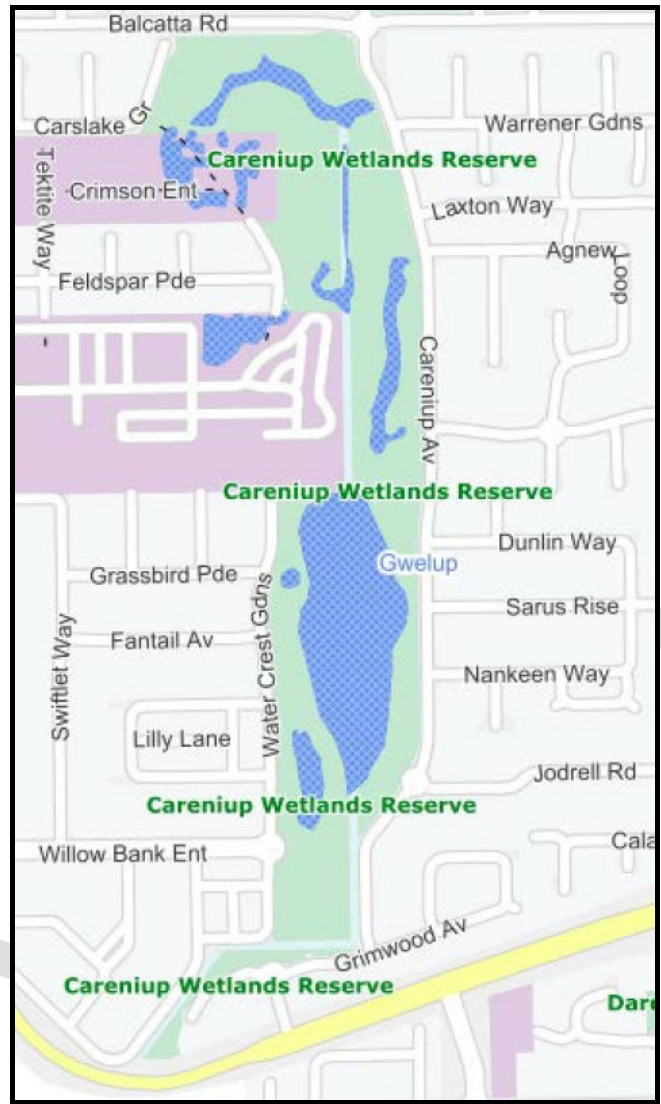 Balcatta Rd
Carslake Gr
Warrener Gdns
Careniup Wetlands Reserve
Tektite Way
Crimson Ent
Laxton Way
Agnew Loop
Feldspar Pde
Careniup Av
Careniup Wetlands Reserve
Dunlin Way
Gwelup
Grassbird Pde
Sarus Rise
Fantail Av
Swiftlet Way
Water Crest Gdns
Nankeen Way
Lilly Lane
Jodrell Rd
Careniup Wetlands Reserve
Cala
Willow Bank Ent
Grimwood Av
Careniup Wetlands Reserve
Dare